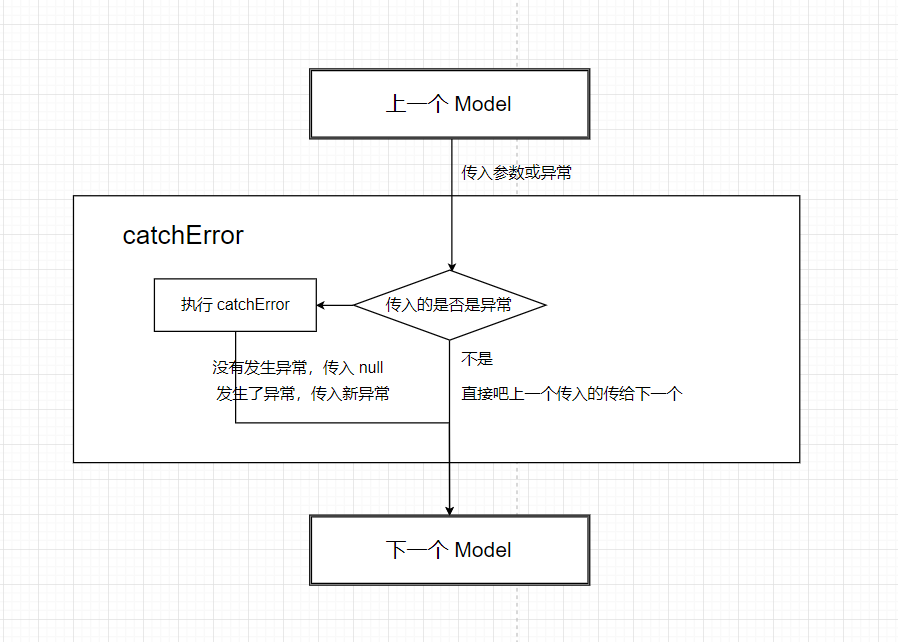 上一个 Model
传入参数或异常
catchError
执行 catchError
传入的是否是异常
没有发生异常，传入 null
发生了异常，传入新异常
不是
直接吧上一个传入的传给下一个
下一个 Model